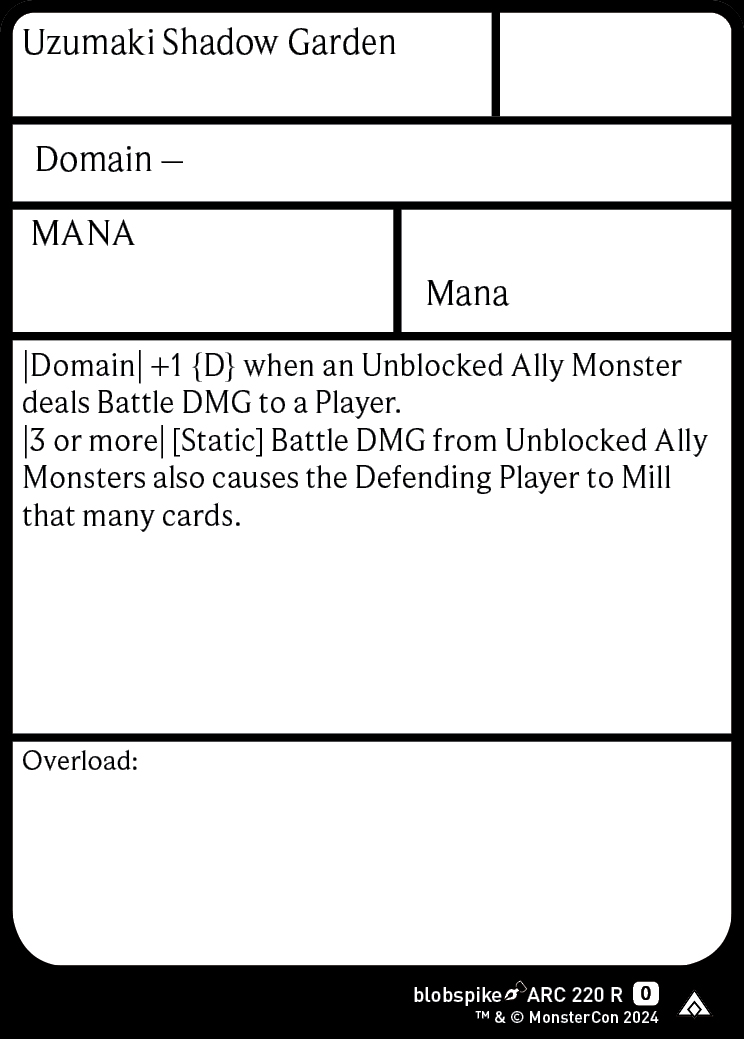 Uzumaki Shadow Garden
Domain –
MANA
Mana
|Domain| +1 {D} when an Unblocked Ally Monster
deals Battle DMG to a Player.
|3 or more| [Static] Battle DMG from Unblocked Ally
Monsters also causes the Defending Player to Mill
that many cards.
Overload:
blobspike ARC 220 R 0
™ & © MonsterCon 2024